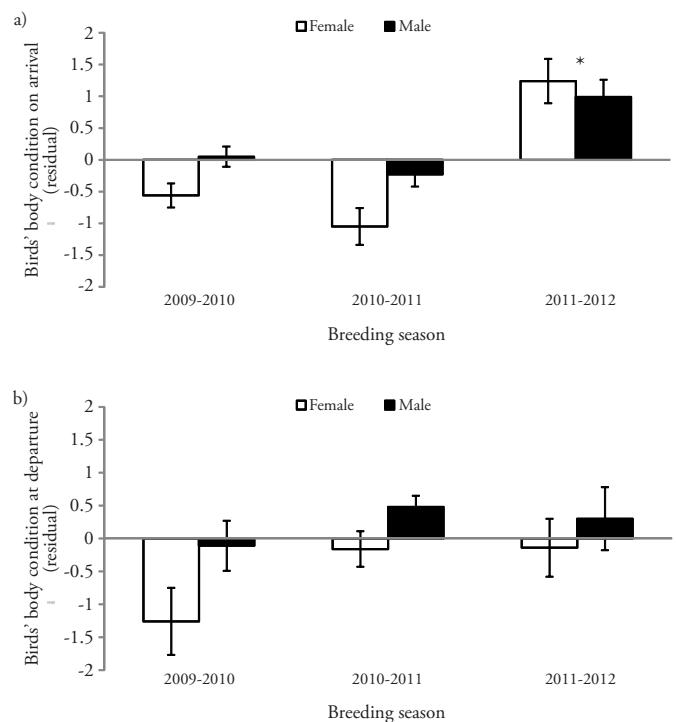 a)
Female Male
Birds' body condition on arrival
(residual)
2
1.5
1
0.5
0
-0.5
-1
-1.5
-2
*
2009-2010 2010-2011 2011-2012
Breeding season
b)
Female Male
Birds' body condition at departure
(residual)
2
1.5
1
0.5
0
-0.5
-1
-1.5
-2
2009-2010 2010-2011 2011-2012
Breeding season